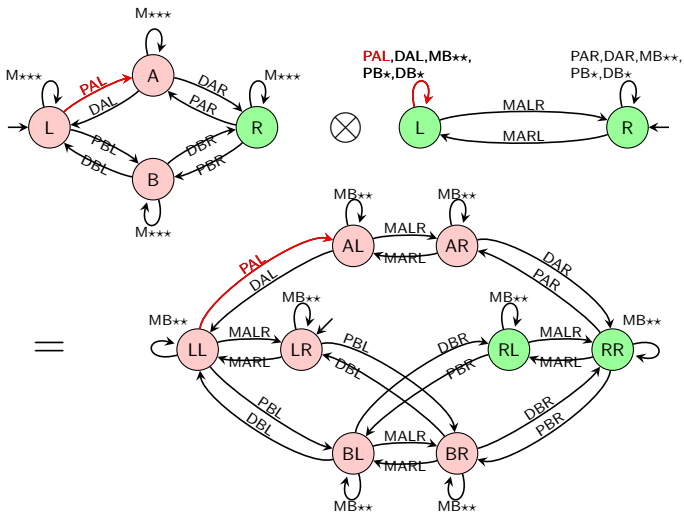 M⋆⋆⋆
PAL,DAL,MB⋆⋆,
PB⋆,DB⋆
PAR,DAR,MB⋆⋆,
PB⋆,DB⋆
M⋆⋆⋆
A
M⋆⋆⋆
PAL
DAL
DAR
PAR
L
R
⊗
L
MALR
MARL
R
PBL
DBL
DBR
PBR
B
M⋆⋆⋆
MB⋆⋆
MB⋆⋆
AL
MALR
MARL
AR
PAL
DAL
DAR
PAR
MB⋆⋆
MB⋆⋆
MB⋆⋆
MB⋆⋆
=
LL
MALR
MARL
LR
PBL
DBL
DBR
PBR
RL
MALR
MARL
RR
PBL
DBL
DBR
PBR
BL
MALR
MARL
BR
MB⋆⋆
MB⋆⋆